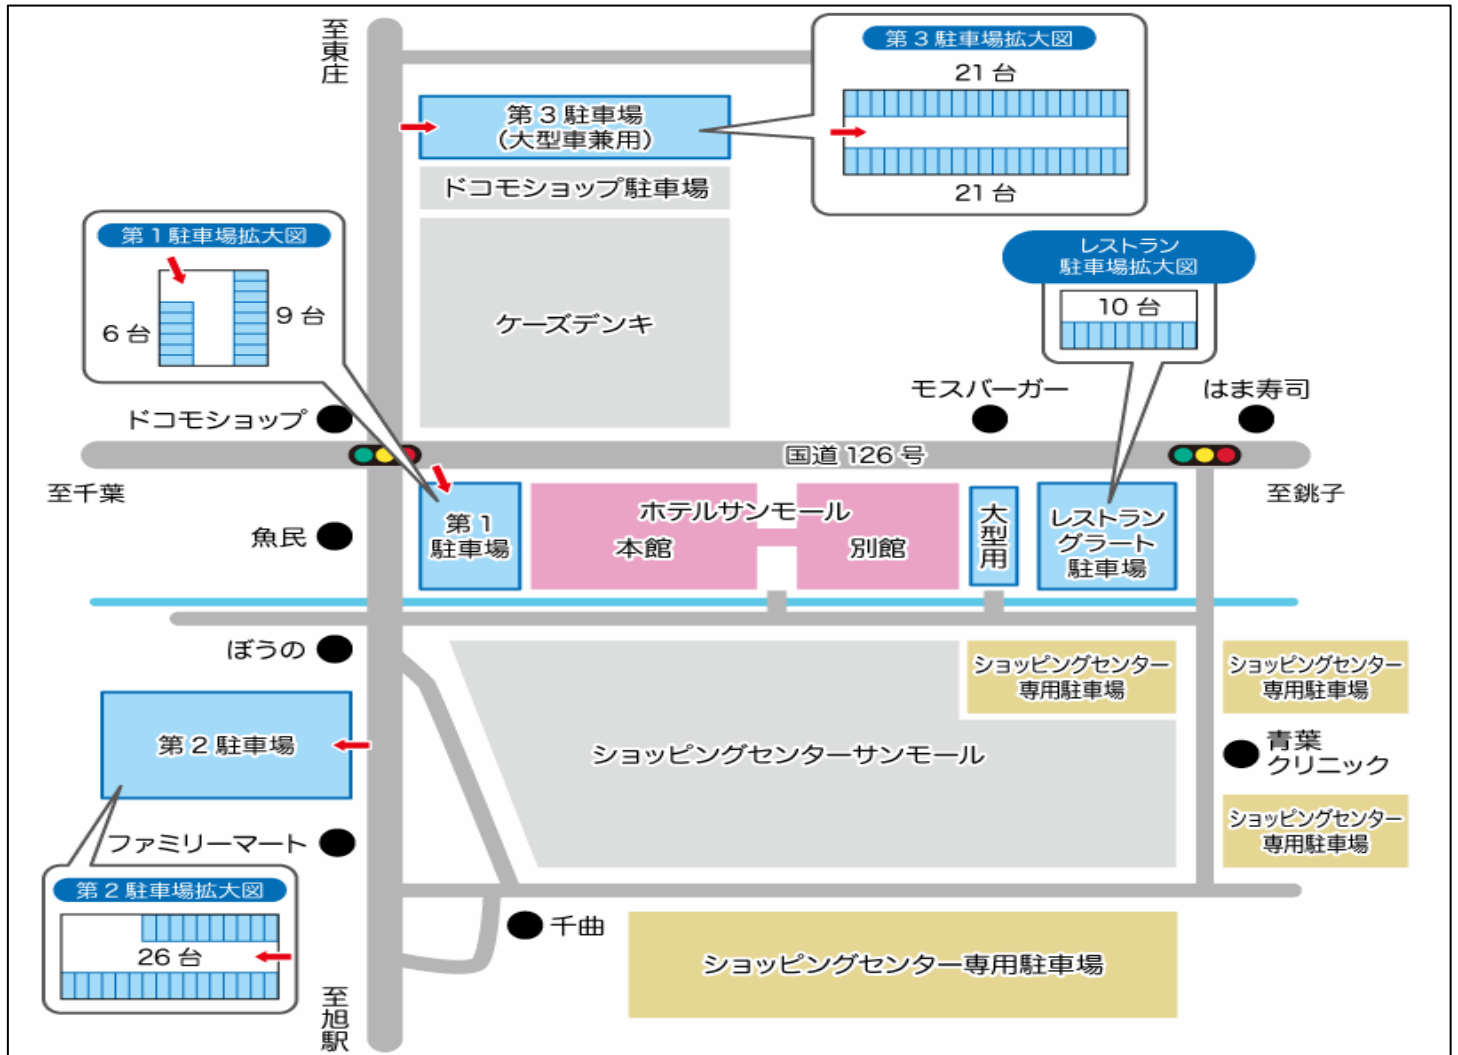 至東庄
第3駐車場拡大図
21台
21台
第3駐車場
（大型車兼用）
ドコモショップ駐車場
第1駐車場拡大図
6台
9台
ケーズデンキ
レストラン
駐車場拡大図
10台
ドコモショップ
モスバーガー
はま寿司
国道126号
至千葉
至銚子
魚民
第1
駐車場
ホテルサンモール
本館
別館
大型用
レストラン
グラート
駐車場
ぼうの
ショッピングセンター
専用駐車場
ショッピングセンター
専用駐車場
第2駐車場
ショッピングセンターサンモール
青葉
クリニック
ファミリーマート
ショッピングセンター
専用駐車場
第2駐車場拡大図
26台
千曲
ショッピングセンター専用駐車場
至旭駅